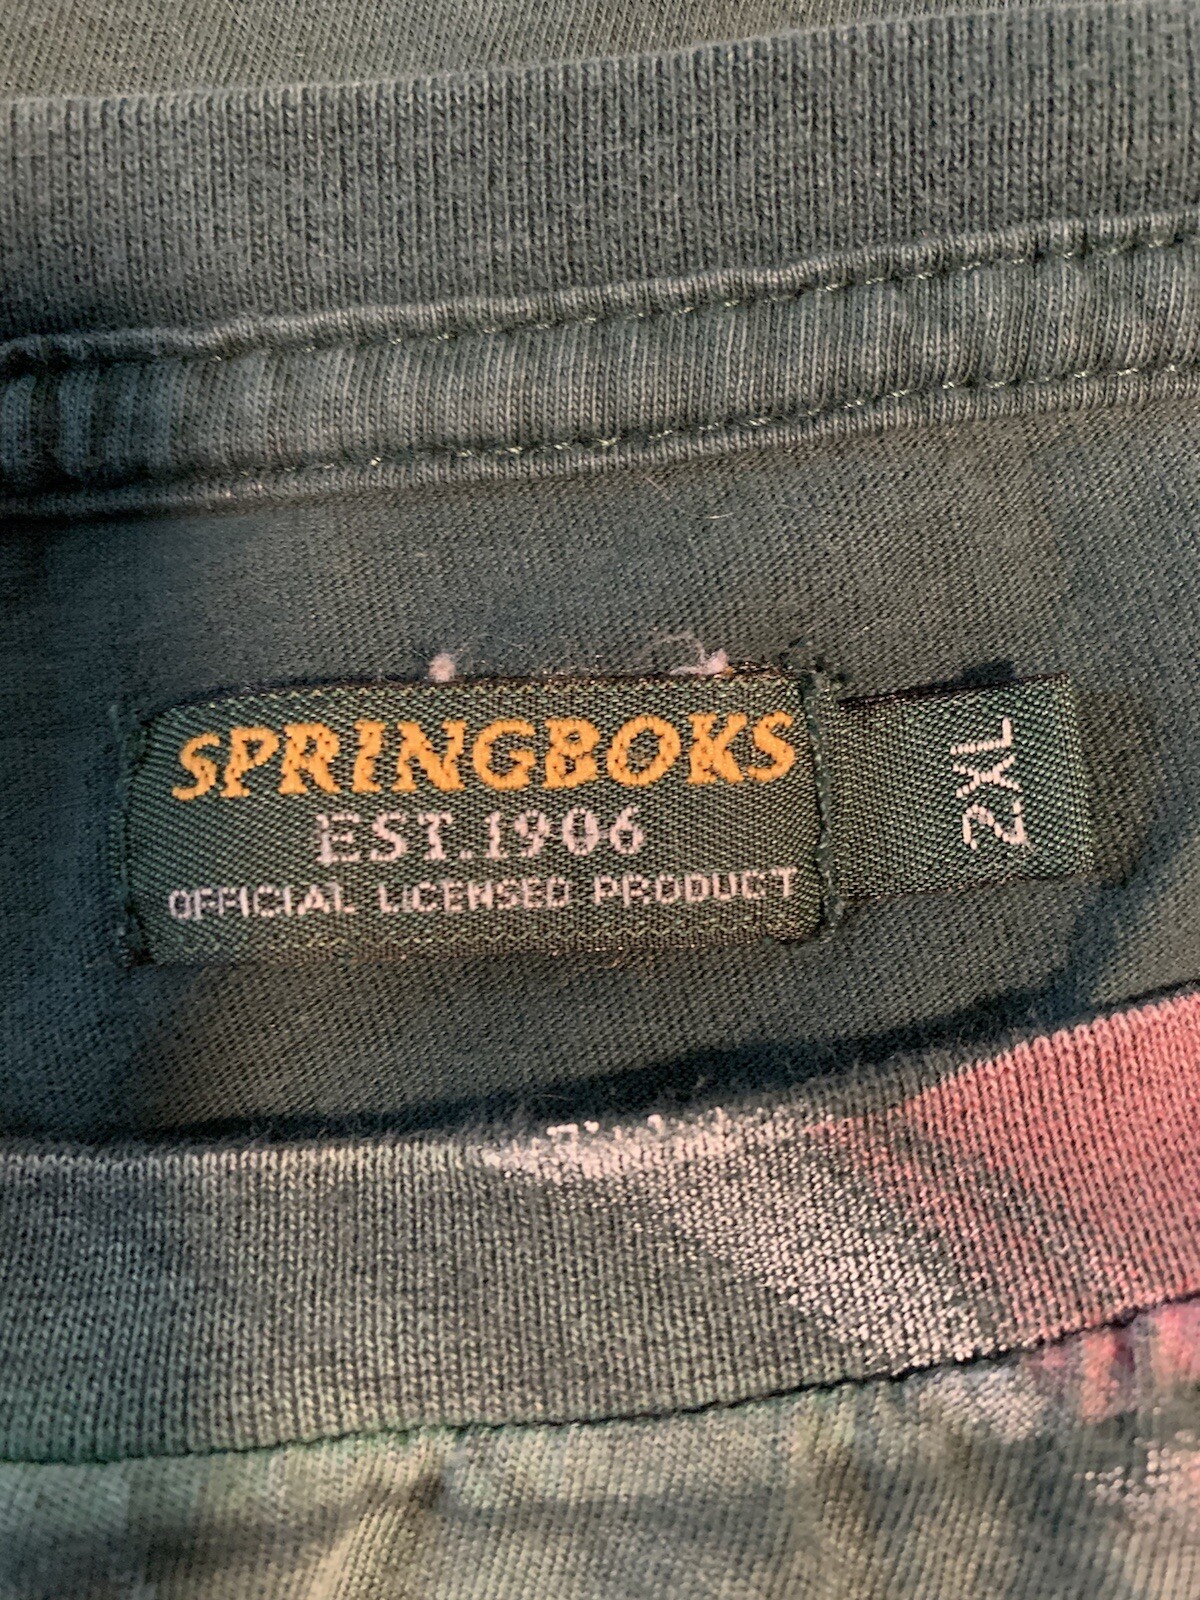 SPRINGBOKS
EST.1906
OFFICIAL LICENSED PRODUCT
2XL